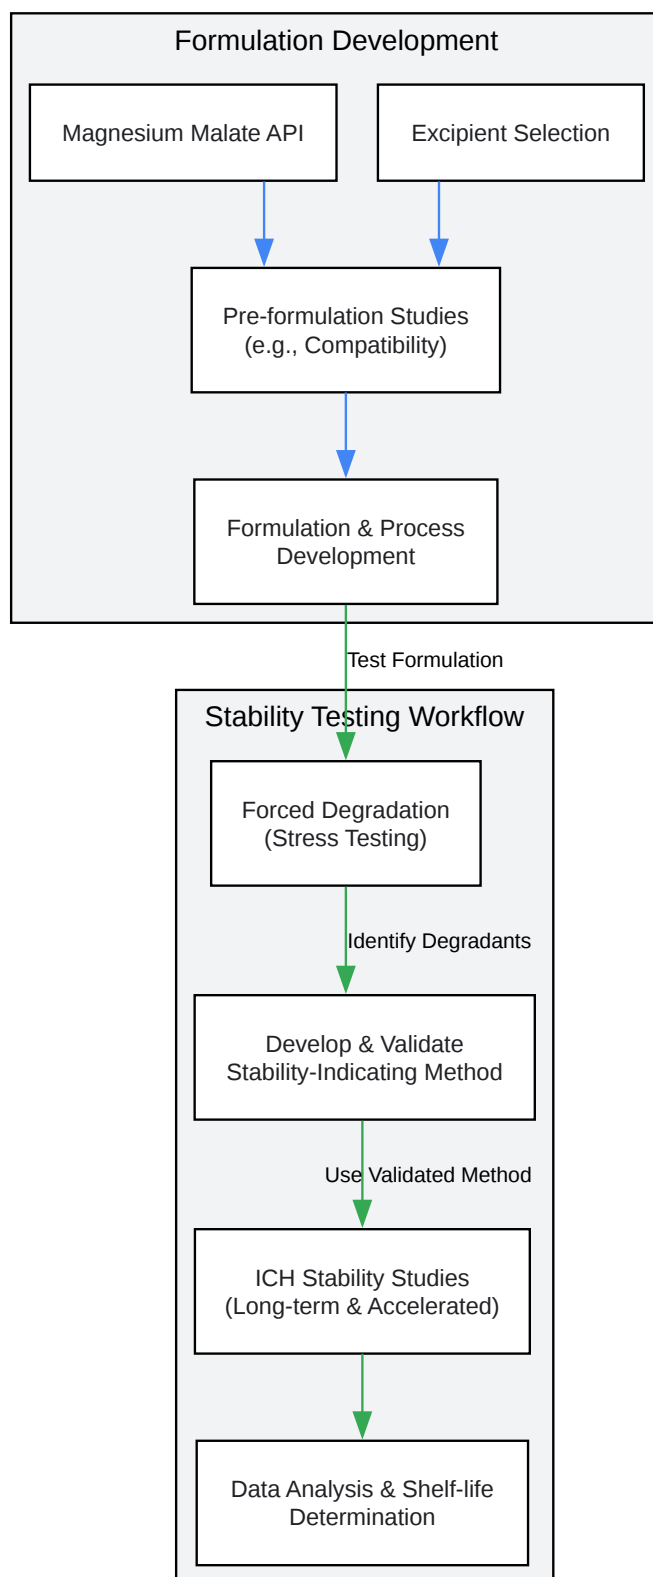 Formulation Development
Magnesium Malate API
Excipient Selection
Pre-formulation Studies
(e.g., Compatibility)
Formulation & Process
Development
Test Formulation
Stability Testing Workflow
Forced Degradation
(Stress Testing)
Identify Degradants
Develop & Validate
Stability-Indicating Method
Use Validated Method
ICH Stability Studies
(Long-term & Accelerated)
Data Analysis & Shelf-life
Determination